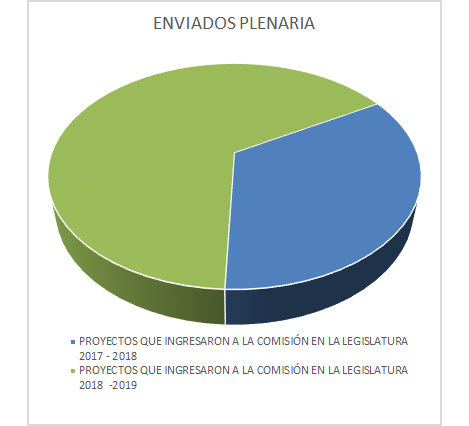 ENVIADOS PLENARIA
PROYECTOS QUE INGRESARON A LA COMISIÓN EN LA LEGISLATURA
2017 - 2018
PROYECTOS QUE INGRESARON A LA COMISIÓN EN LA LEGISLATURA
2018 -2019